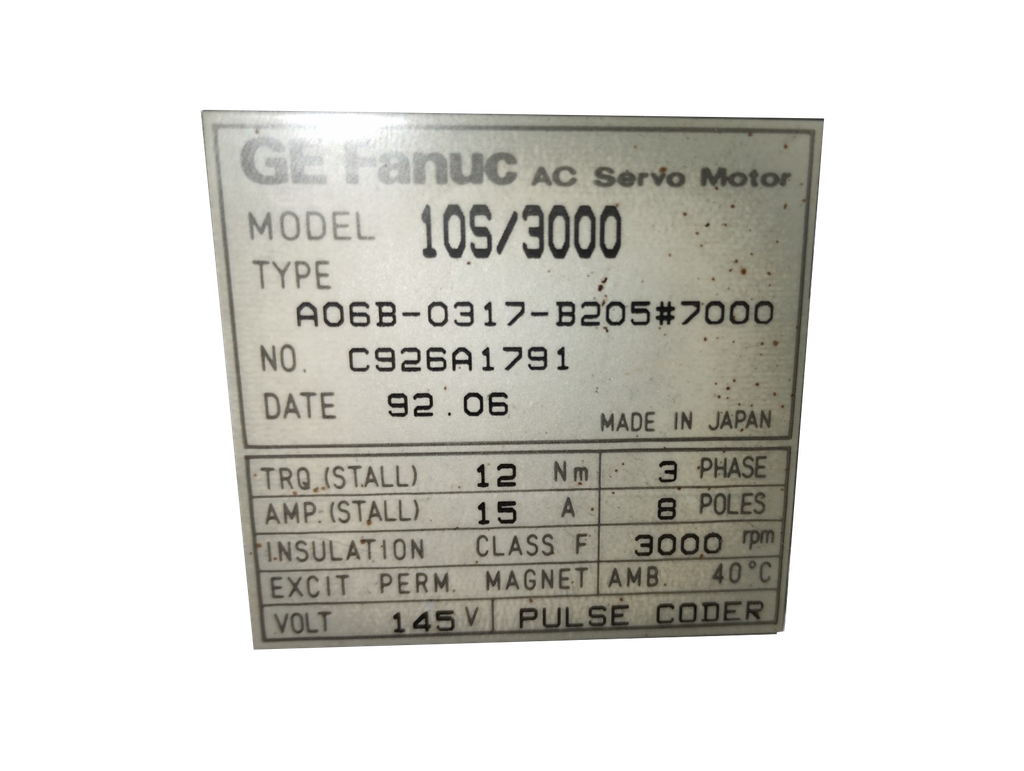 GE Fanuc AC Servo Motor
MODEL 10S/3000
TYPE
A06B-0317-B205#7000
NO. C926A1791
DATE 92.06
MADE IN JAPAN
TRQ.(STALL) 12 Nm 3 PHASE
AMP.(STALL) 15 A 8 POLES
INSULATION CLASS F 3000 rpm
EXCIT PERM. MAGNET AMB. 40°C
VOLT 145 V PULSE CODER